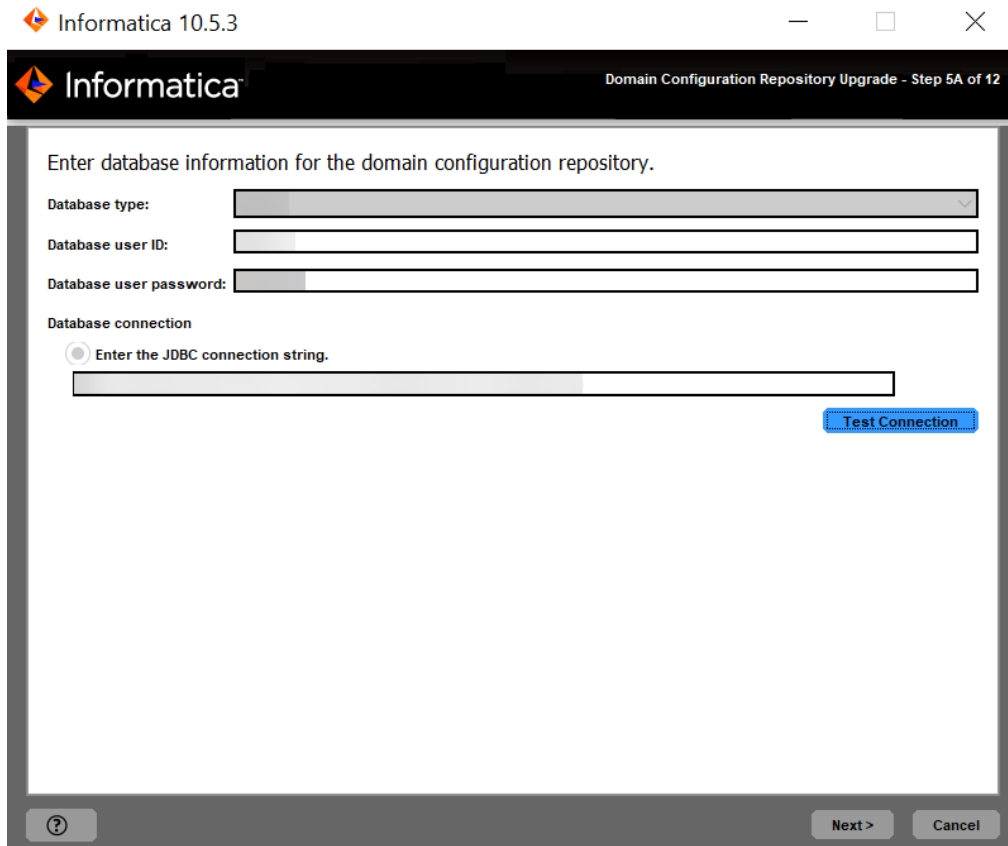 Informatica 10.5.3
Informatica
Domain Configuration Repository Upgrade - Step 5A of 12
Enter database information for the domain configuration repository.
Database type:
Database user ID:
Database user password:
Database connection
Enter the JDBC connection string.
Test Connection
?
Next >
Cancel